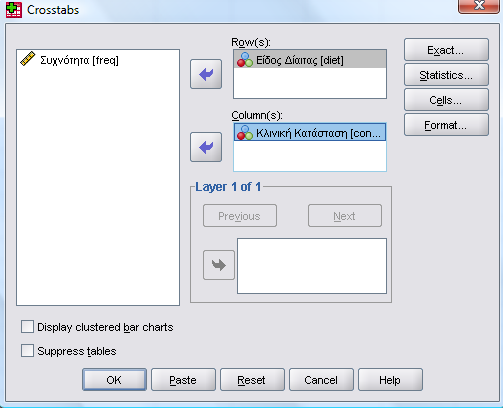 Crosstabs
Συχνότητα [freq]
Row(s):
Είδος Δίαιτας [diet]
Column(s):
Κλινική Κατάσταση [con...
Layer 1 of 1
Previous
Next
Exact...
Statistics...
Cells...
Format...
Display clustered bar charts
Suppress tables
OK
Paste
Reset
Cancel
Help